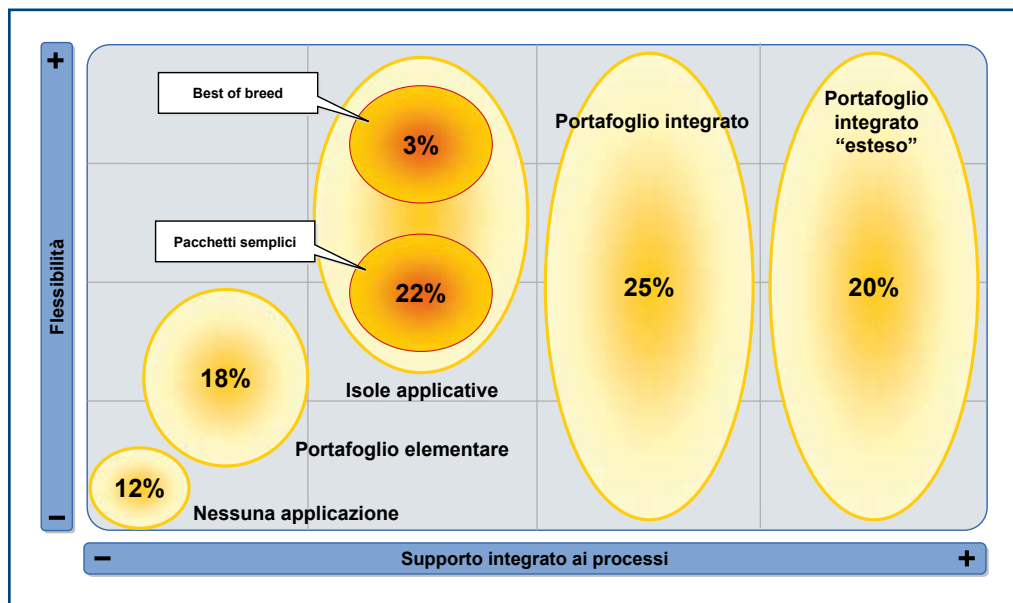 +
Best of breed
3%
Portafoglio integrato
Portafoglio
integrato
“esteso”
Pacchetti semplici
22%
25%
20%
Flessibilità
18%
Isole applicative
Portafoglio elementare
12%
Nessuna applicazione
−
−
Supporto integrato ai processi
+